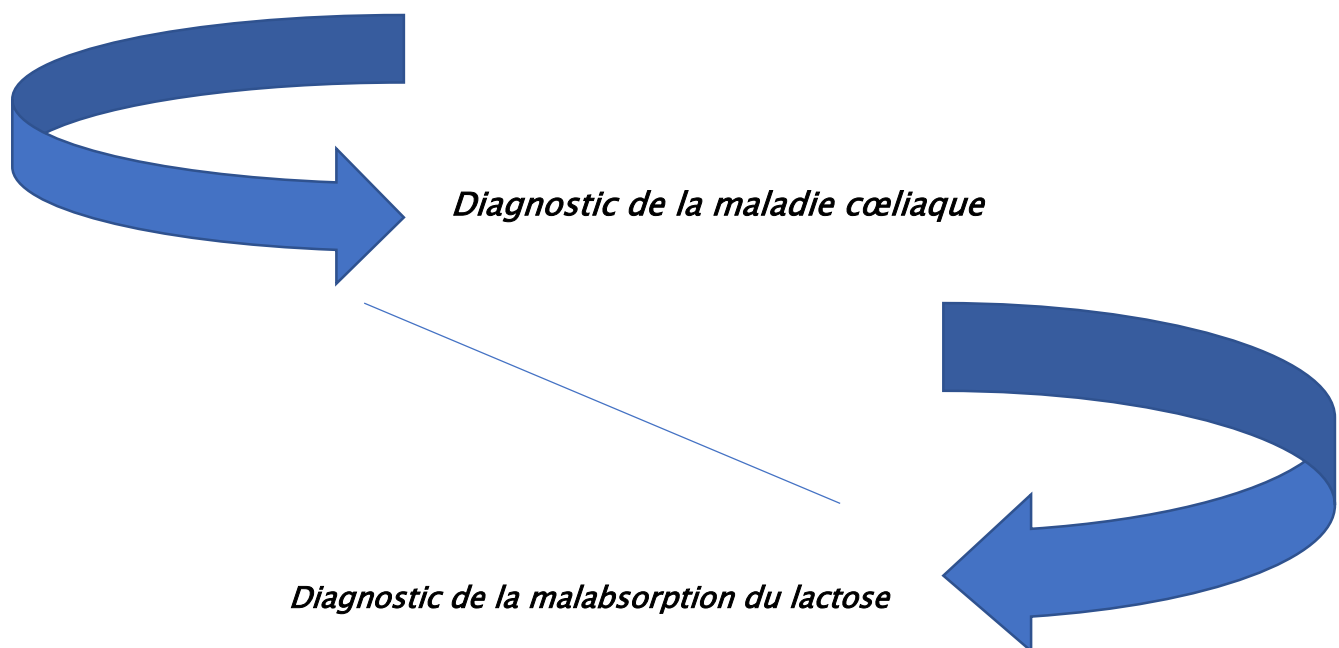 Diagnostic de la maladie cœliaque
Diagnostic de la malabsorption du lactose